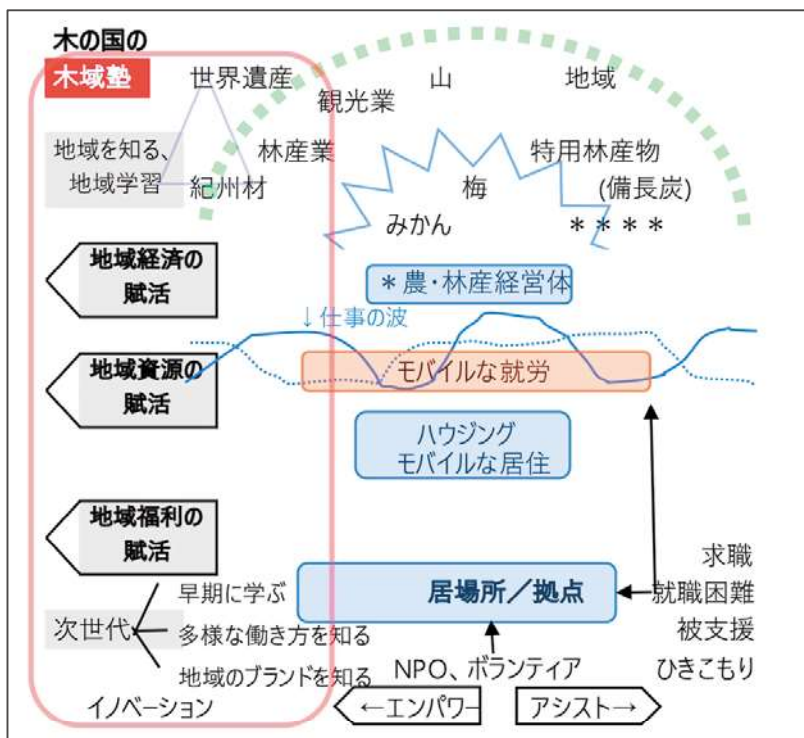 木の国の
木域塾
世界遺産
観光業
山
地域
地域を知る、
地域学習
林産業
紀州材
特用林産物
(備長炭)
梅
みかん
＊＊＊＊
地域経済の
賦活
＊農・林産経営体
↓仕事の波
地域資源の
賦活
モバイルな就労
ハウジング
モバイルな居住
地域福利の
賦活
求職
就職困難
被支援
ひきこもり
居場所／拠点
次世代
早期に学ぶ
多様な働き方を知る
地域のブランドを知る
NPO、ボランティア
イノベーション
←エンパワー
アシスト→